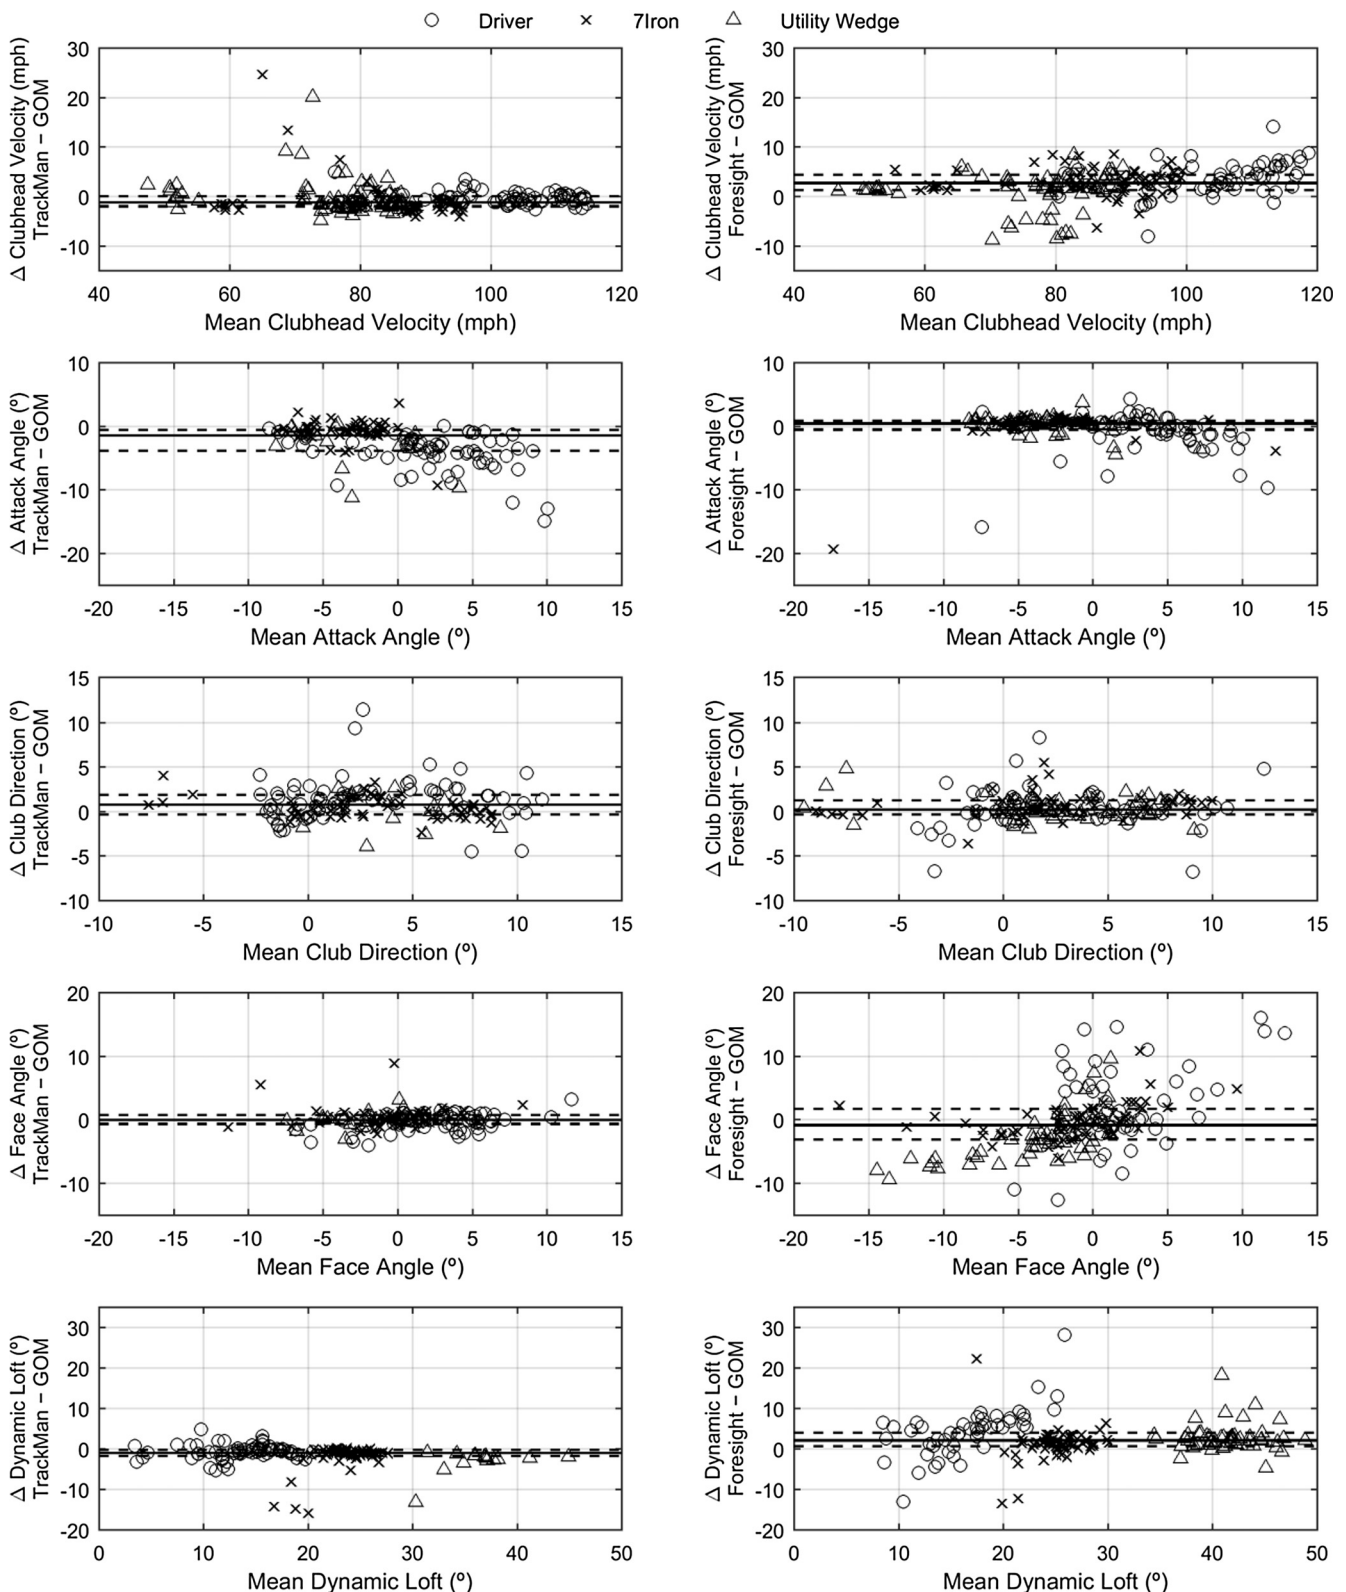 Driver 7Iron Utility Wedge
Δ Clubhead Velocity (mph)
TrackMan − GOM
30
20
10
0
-10
40 60 80 100 120
Mean Clubhead Velocity (mph)
Δ Clubhead Velocity (mph)
Foresight − GOM
30
20
10
0
-10
40 60 80 100 120
Mean Clubhead Velocity (mph)
Δ Attack Angle (º)
TrackMan − GOM
10
0
-10
-20
-20 -15 -10 -5 0 5 10 15
Mean Attack Angle (º)
Δ Attack Angle (º)
Foresight − GOM
10
0
-10
-20
-20 -15 -10 -5 0 5 10 15
Mean Attack Angle (º)
Δ Club Direction (º)
TrackMan − GOM
15
10
5
0
-5
-10
-10 -5 0 5 10 15
Mean Club Direction (º)
Δ Club Direction (º)
Foresight − GOM
15
10
5
0
-5
-10
-10 -5 0 5 10 15
Mean Club Direction (º)
Δ Face Angle (º)
TrackMan − GOM
20
10
0
-10
-20 -15 -10 -5 0 5 10 15
Mean Face Angle (º)
Δ Face Angle (º)
Foresight − GOM
20
10
0
-10
-20 -15 -10 -5 0 5 10 15
Mean Face Angle (º)
Δ Dynamic Loft (º)
TrackMan − GOM
30
20
10
0
-10
-20
0 10 20 30 40 50
Mean Dynamic Loft (º)
Δ Dynamic Loft (º)
Foresight − GOM
30
20
10
0
-10
-20
0 10 20 30 40 50
Mean Dynamic Loft (º)